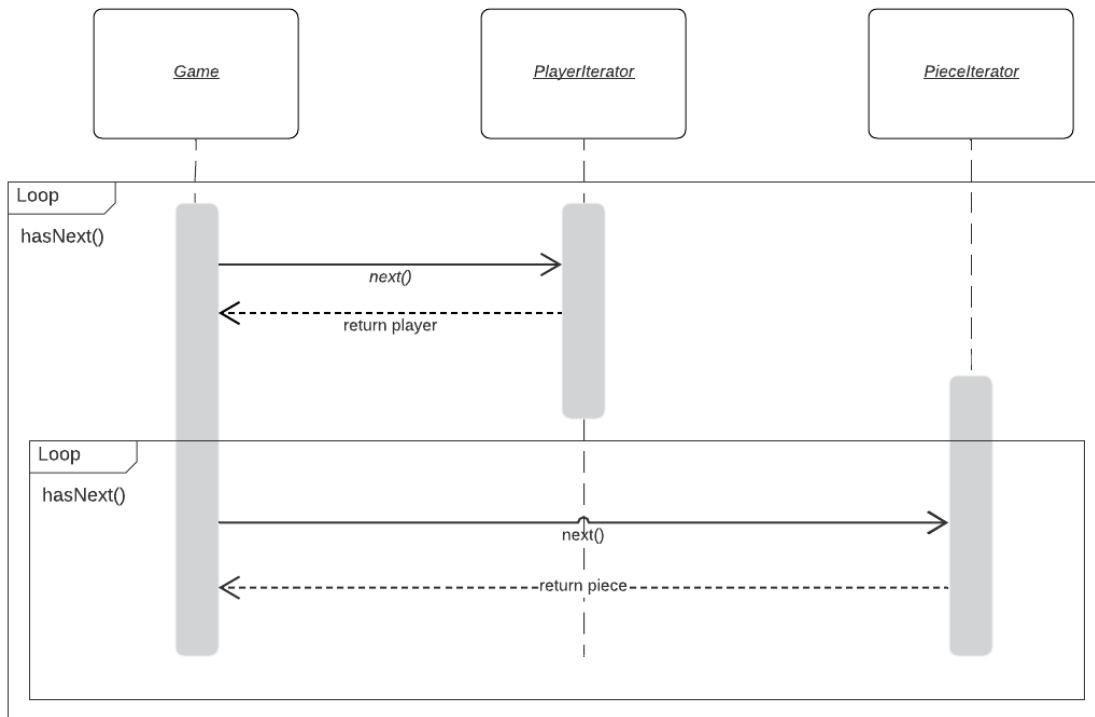 Game
PlayerIterator
PieceIterator
Loop
hasNext()
next()
return player
Loop
hasNext()
next()
return piece